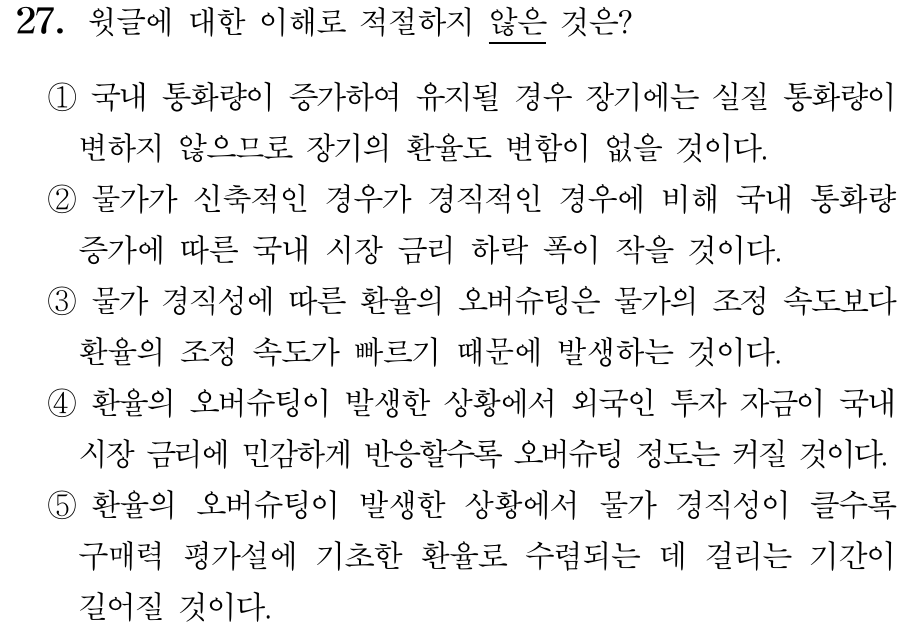 27. 윗글에 대한 이해로 적절하지 않은 것은?
① 국내 통화량이 증가하여 유지될 경우 장기에는 실질 통화량이
변하지 않으므로 장기의 환율도 변함이 없을 것이다.
② 물가가 신축적인 경우가 경직적인 경우에 비해 국내 통화량
증가에 따른 국내 시장 금리 하락 폭이 작을 것이다.
③ 물가 경직성에 따른 환율의 오버슈팅은 물가의 조정 속도보다
환율의 조정 속도가 빠르기 때문에 발생하는 것이다.
④ 환율의 오버슈팅이 발생한 상황에서 외국인 투자 자금이 국내
시장 금리에 민감하게 반응할수록 오버슈팅 정도는 커질 것이다.
⑤ 환율의 오버슈팅이 발생한 상황에서 물가 경직성이 클수록
구매력 평가설에 기초한 환율로 수렴되는 데 걸리는 기간이
길어질 것이다.